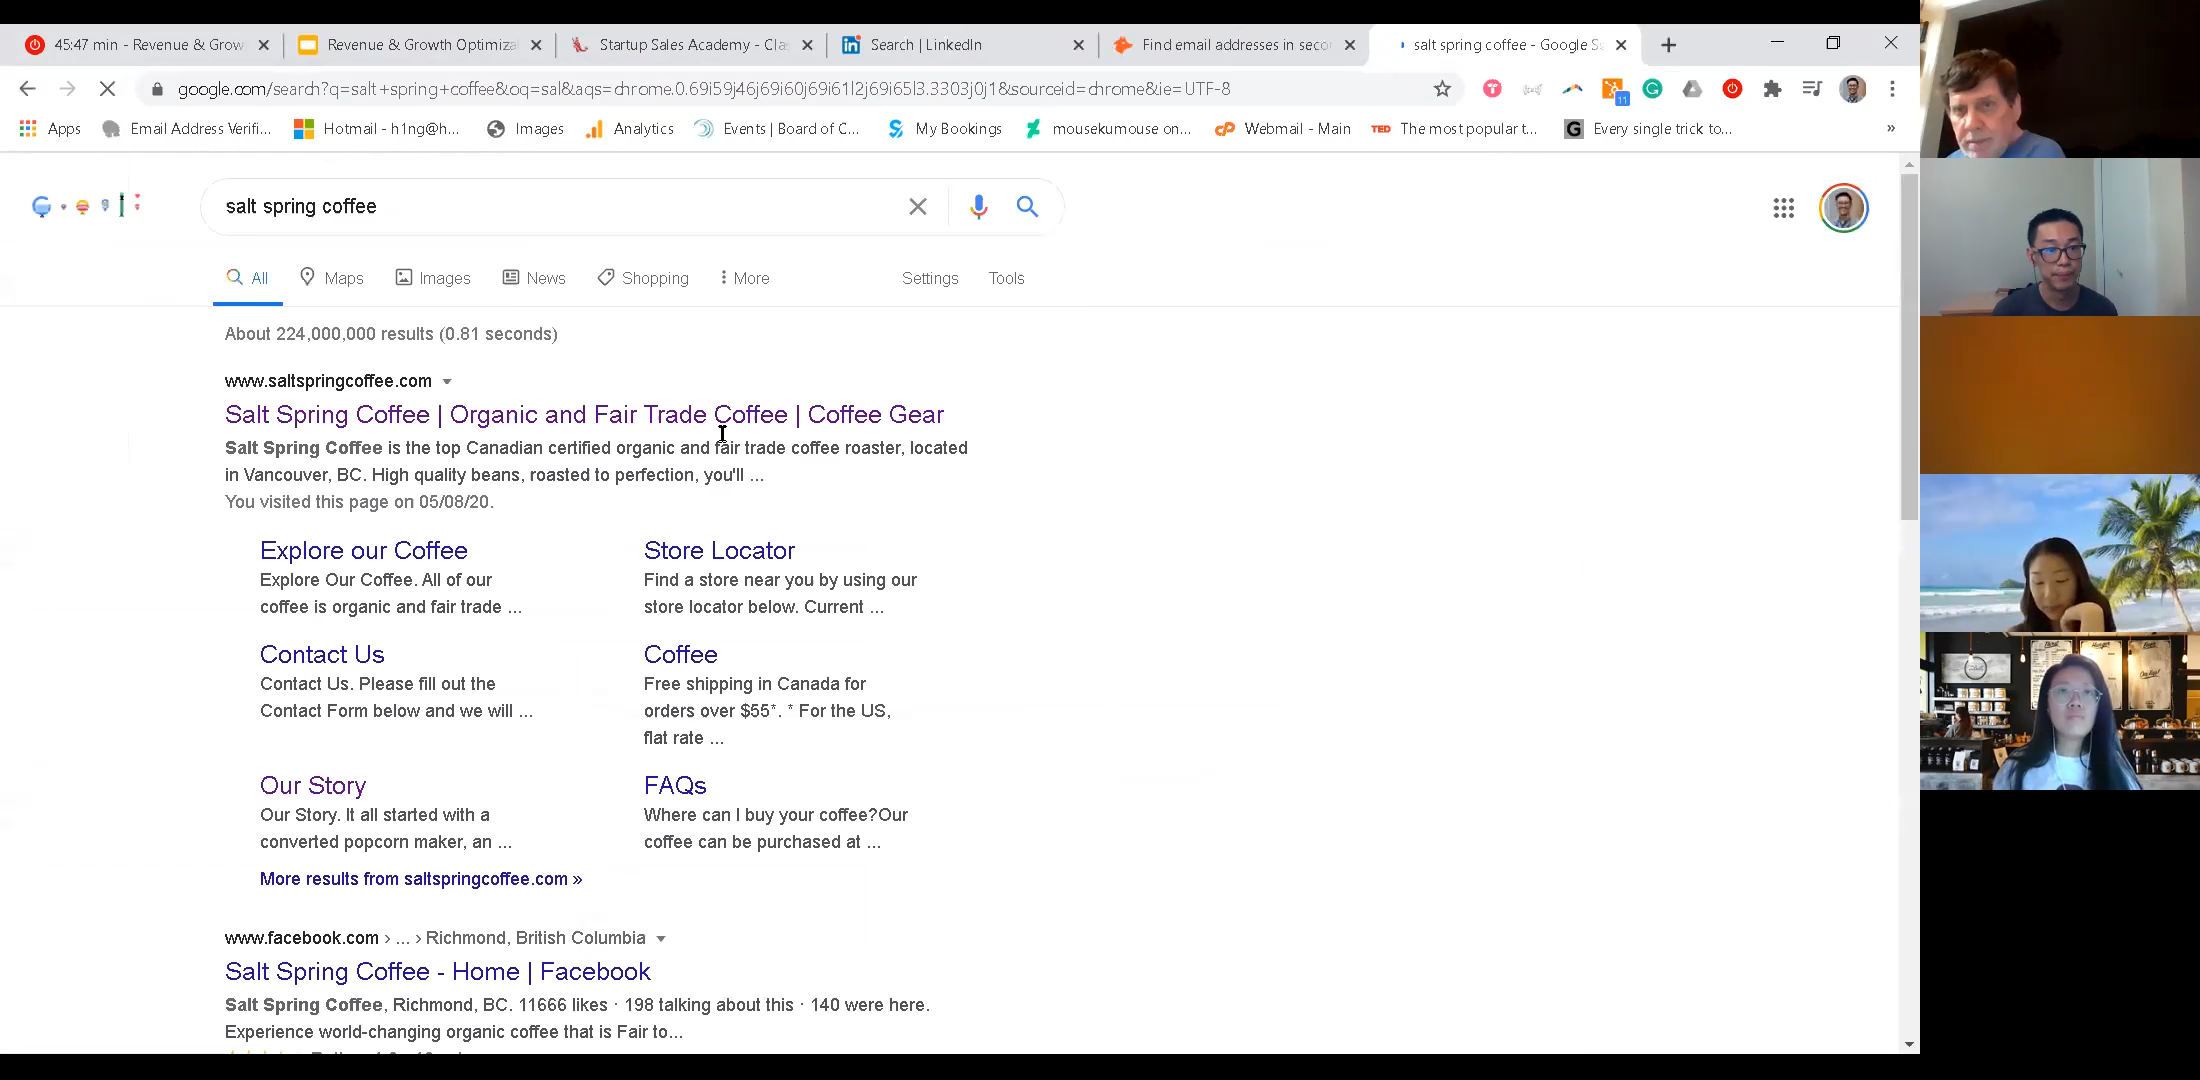 45:47 min - Revenue & Grow
Revenue & Growth Optimiza
Startup Sales Academy - Cla
Search | LinkedIn
Find email addresses in seco
salt spring coffee - Google S
google.com/search?q=salt+spring+coffee&oq=sal&aqs=chrome.0.69i59j46j69i60j69i61l2j69i65l3.3303j0j1&sourceid=chrome&ie=UTF-8
11
Apps
Email Address Verifi...
Hotmail - h1ng@h...
Images
Analytics
Events | Board of C...
My Bookings
mousekumouse on...
Webmail - Main
TED
The most popular t...
Every single trick to...
salt spring coffee
All
Maps
Images
News
Shopping
More
Settings
Tools
About 224,000,000 results (0.81 seconds)
www.saltspringcoffee.com
Salt Spring Coffee | Organic and Fair Trade Coffee | Coffee Gear
Salt Spring Coffee is the top Canadian certified organic and fair trade coffee roaster, located
in Vancouver, BC. High quality beans, roasted to perfection, you'll ...
You visited this page on 05/08/20.
Explore our Coffee
Explore Our Coffee. All of our
coffee is organic and fair trade ...
Store Locator
Find a store near you by using our
store locator below. Current ...
Contact Us
Contact Us. Please fill out the
Contact Form below and we will ...
Coffee
Free shipping in Canada for
orders over $55*. * For the US,
flat rate ...
Our Story
Our Story. It all started with a
converted popcorn maker, an ...
FAQs
Where can I buy your coffee?Our
coffee can be purchased at ...
More results from saltspringcoffee.com »
www.facebook.com › ... › Richmond, British Columbia
Salt Spring Coffee - Home | Facebook
Salt Spring Coffee, Richmond, BC. 11666 likes · 198 talking about this · 140 were here.
Experience world-changing organic coffee that is Fair to...